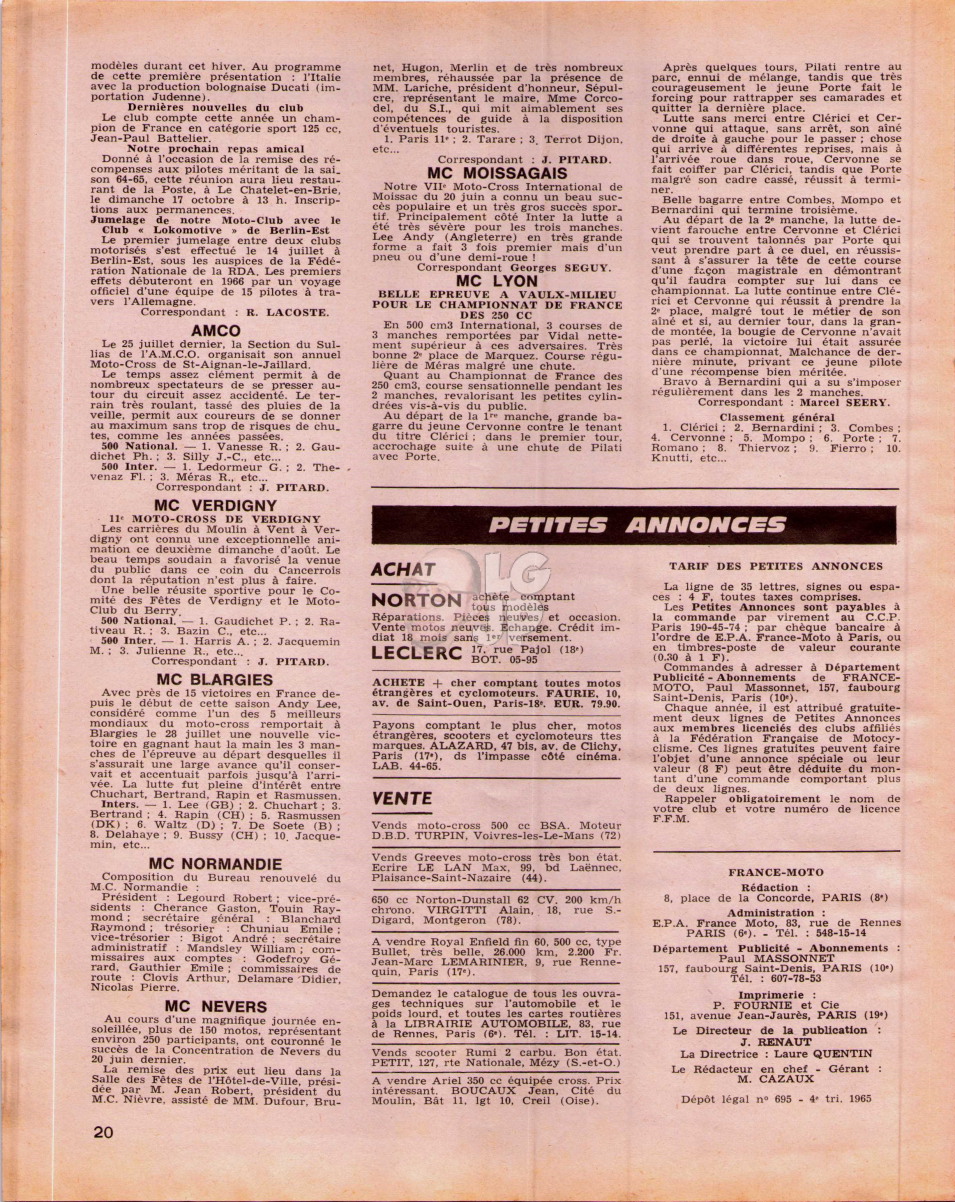 modèles durant cet hiver. Au programme
de cette première présentation : l'Italie
avec la production bolognaise Ducati (im-
portation Judenne).
Dernières nouvelles du club
Le club compte cette année un cham-
pion de France en catégorie sport 125 cc,
Jean-Paul Battelier.
Notre prochain repas amical
Donné à l'occasion de la remise des ré-
compenses aux pilotes méritant de la sai-
son 64-65, cette réunion aura lieu restau-
rant de la Poste, à Le Chatelet-en-Brie,
le dimanche 17 octobre à 13 h. Inscrip-
tions aux permanences.
Jumelage de notre Moto-Club avec le
Club « Lokomotive » de Berlin-Est
Le premier jumelage entre deux clubs
motorisés s'est effectué le 14 juillet à
Berlin-Est, sous les auspices de la Fédé-
ration Nationale de la RDA. Les premiers
effets débuteront en 1966 par un voyage
officiel d'une équipe de 15 pilotes à tra-
vers l'Allemagne.
Correspondant : R. LACOSTE.
AMCO
Le 25 juillet dernier, la Section du Sul-
lias de l'A.M.C.O. organisait son annuel
Moto-Cross de St-Aignan-le-Jaillard.
Le temps assez clément permit à de
nombreux spectateurs de se presser au-
tour du circuit assez accidenté. Le ter-
rain très roulant, tassé des pluies de la
veille, permit aux coureurs de se donner
au maximum sans trop de risques de chu-
tes, comme les années passées.
500 National. — 1. Vanesse R. ; 2. Gau-
dichet Ph. ; 3. Silly J.-C., etc...
500 Inter. — 1. Ledormeur G. ; 2. The-
venaz Fl. ; 3. Méras R., etc...
Correspondant : J. PITARD.
MC VERDIGNY
11e MOTO-CROSS DE VERDIGNY
Les carrières du Moulin à Vent à Ver-
digny ont connu une exceptionnelle ani-
mation ce deuxième dimanche d'août. Le
beau temps soudain a favorisé la venue
du public dans ce coin du Cancerrois
dont la réputation n'est plus à faire.
Une belle réusite sportive pour le Co-
mité des Fêtes de Verdigny et le Moto-
Club du Berry.
500 National. — 1. Gaudichet P. ; 2. Ra-
tiveau R. ; 3. Bazin C., etc...
500 Inter. — 1. Harris A. ; 2. Jacquemin
M. ; 3. Julienne R., etc...
Correspondant : J. PITARD.
MC BLARGIES
Avec près de 15 victoires en France de-
puis le début de cette saison Andy Lee,
considéré comme l'un des 5 meilleurs
mondiaux du moto-cross remportait à
Blargies le 28 juillet une nouvelle vic-
toire en gagnant haut la main les 3 man-
ches de l'épreuve au départ desquelles il
s'assurait une large avance qu'il conser-
vait et accentuait parfois jusqu'à l'arri-
vée. La lutte fut pleine d'intérêt entre
Chuchart, Bertrand, Rapin et Rasmussen.
Inters. — 1. Lee (GB) ; 2. Chuchart ; 3.
Bertrand ; 4. Rapin (CH) ; 5. Rasmussen
(DK) ; 6. Waltz (D) ; 7. De Soete (B) ;
8. Delahaye ; 9. Bussy (CH) ; 10. Jacque-
min, etc...
MC NORMANDIE
Composition du Bureau renouvelé du
M.C. Normandie :
Président : Legourd Robert ; vice-pré-
sidents : Cherance Gaston, Touin Ray-
mond ; secrétaire général : Blanchard
Raymond ; trésorier : Chuniau Emile ;
vice-trésorier : Bigot André ; secrétaire
administratif : Mandsley William ; com-
missaires aux comptes : Godefroy Gé-
rard, Gauthier Emile ; commissaires de
route : Clovis Arthur, Delamare Didier,
Nicolas Pierre.
MC NEVERS
Au cours d'une magnifique journée en-
soleillée, plus de 150 motos, représentant
environ 250 participants, ont couronné le
succès de la Concentration de Nevers du
20 juin dernier.
La remise des prix eut lieu dans la
Salle des Fêtes de l'Hôtel-de-Ville, prési-
dée par M. Jean Robert, président du
M.C. Nièvre, assisté de MM. Dufour, Bru-
net, Hugon, Merlin et de très nombreux
membres, réhaussée par la présence de
MM. Lariche, président d'honneur, Sépul-
cre, représentant le maire, Mme Corco-
del, du S.I., qui mit aimablement ses
compétences de guide à la disposition
d'éventuels touristes.
1. Paris 11e ; 2. Tarare ; 3. Terrot Dijon,
etc...
Correspondant : J. PITARD.
MC MOISSAGAIS
Notre VIIe Moto-Cross International de
Moissac du 20 juin a connu un beau suc-
cès populaire et un très gros succès spor-
tif. Principalement côté Inter la lutte a
été très sévère pour les trois manches.
Lee Andy (Angleterre) en très grande
forme a fait 3 fois premier mais d'un
pneu ou d'une demi-roue !
Correspondant Georges SEGUY.
MC LYON
BELLE EPREUVE A VAULX-MILIEU
POUR LE CHAMPIONNAT DE FRANCE
DES 250 CC
En 500 cm3 International, 3 courses de
3 manches remportées par Vidal nette-
ment supérieur à ces adversaires. Très
bonne 2e place de Marquez. Course régu-
lière de Méras malgré une chute.
Quant au Championnat de France des
250 cm3, course sensationnelle pendant les
2 manches, revalorisant les petites cylin-
drées vis-à-vis du public.
Au départ de la 1re manche, grande ba-
garre du jeune Cervonne contre le tenant
du titre Clérici ; dans le premier tour,
accrochage suite à une chute de Pilati
avec Porte.
Après quelques tours, Pilati rentre au
parc, ennui de mélange, tandis que très
courageusement le jeune Porte fait le
forcing pour rattrapper ses camarades et
quitter la dernière place.
Lutte sans merci entre Clérici et Cer-
vonne qui attaque, sans arrêt, son aîné
de droite à gauche pour le passer ; chose
qui arrive à différentes reprises, mais à
l'arrivée roue dans roue, Cervonne se
fait coiffer par Clérici, tandis que Porte
malgré son cadre cassé, réussit à termi-
ner.
Belle bagarre entre Combes, Mompo et
Bernardini qui termine troisième.
Au départ de la 2e manche, la lutte de-
vient farouche entre Cervonne et Clérici
qui se trouvent talonnés par Porte qui
veut prendre part à ce duel, en réussis-
sant à s'assurer la tête de cette course
d'une façon magistrale en démontrant
qu'il faudra compter sur lui dans ce
championnat. La lutte continue entre Clé-
rici et Cervonne qui réussit à prendre la
2e place, malgré tout le métier de son
aîné et si, au dernier tour, dans la gran-
de montée, la bougie de Cervonne n'avait
pas perlé, la victoire lui était assurée
dans ce championnat. Malchance de der-
nière minute, privant ce jeune pilote
d'une récompense bien méritée.
Bravo à Bernardini qui a su s'imposer
régulièrement dans les 2 manches.
Correspondant : Marcel SEERY.
Classement général
1. Clérici ; 2. Bernardini ; 3. Combes ;
4. Cervonne ; 5. Mompo ; 6. Porte ; 7.
Romano ; 8. Thiervoz ; 9. Fierro ; 10.
Knutti, etc...
PETITES ANNONCES
LG
ACHAT
NORTON achète comptant
tous modèles
Réparations. Pièces neuves et occasion.
Vente motos neuves. Echange. Crédit im-
diat 18 mois sans 1er versement.
LECLERC 17, rue Pajol (18e)
BOT. 05-95
ACHETE + cher comptant toutes motos
étrangères et cyclomoteurs. FAURIE, 10,
av. de Saint-Ouen, Paris-18e. EUR. 79.90.
Payons comptant le plus cher, motos
étrangères, scooters et cyclomoteurs ttes
marques. ALAZARD, 47 bis, av. de Clichy,
Paris (17e), ds l'impasse côté cinéma.
LAB. 44-65.
VENTE
Vends moto-cross 500 cc BSA. Moteur
D.B.D. TURPIN, Voivres-les-Le-Mans (72)
Vends Greeves moto-cross très bon état.
Ecrire LE LAN Max, 99, bd Laënnec,
Plaisance-Saint-Nazaire (44).
650 cc Norton-Dunstall 62 CV. 200 km/h
chrono. VIRGITTI Alain, 18, rue S.-
Digard, Montgeron (78).
A vendre Royal Enfield fin 60, 500 cc, type
Bullet, très belle, 26.000 km, 2.200 Fr.
Jean-Marc LEMARINIER, 9, rue Renne-
quin, Paris (17e).
Demandez le catalogue de tous les ouvra-
ges techniques sur l'automobile et le
poids lourd, et toutes les cartes routières
à la LIBRAIRIE AUTOMOBILE, 83, rue
de Rennes, Paris (6e). Tél. : LIT. 15-14.
Vends scooter Rumi 2 carbu. Bon état.
PETIT, 127, rte Nationale, Mézy (S.-et-O.)
A vendre Ariel 350 cc équipée cross. Prix
intéressant. BOUCAUX Jean, Cité du
Moulin, Bât 11, lgt 10, Creil (Oise).
TARIF DES PETITES ANNONCES
La ligne de 35 lettres, signes ou espa-
ces : 4 F, toutes taxes comprises.
Les Petites Annonces sont payables à
la commande par virement au C.C.P.
Paris 190-45-74 ; par chèque bancaire à
l'ordre de E.P.A. France-Moto à Paris, ou
en timbres-poste de valeur courante
(0.30 à 1 F).
Commandes à adresser à Département
Publicité - Abonnements de FRANCE-
MOTO, Paul Massonnet, 157, faubourg
Saint-Denis, Paris (10e).
Chaque année, il est attribué gratuite-
ment deux lignes de Petites Annonces
aux membres licenciés des clubs affiliés
à la Fédération Française de Motocy-
clisme. Ces lignes gratuites peuvent faire
l'objet d'une annonce spéciale ou leur
valeur (8 F) peut être déduite du mon-
tant d'une commande comportant plus
de deux lignes.
Rappeler obligatoirement le nom de
votre club et votre numéro de licence
F.F.M.
FRANCE-MOTO
Rédaction :
8, place de la Concorde, PARIS (8e)
Administration :
E.P.A. France Moto, 83, rue de Rennes
PARIS (6e). - Tél. : 548-15-14
Département Publicité - Abonnements :
Paul MASSONNET
157, faubourg Saint-Denis, PARIS (10e)
Tél. : 607-78-53
Imprimerie :
P. FOURNIE et Cie
151, avenue Jean-Jaurès, PARIS (19e)
Le Directeur de la publication :
J. RENAUT
La Directrice : Laure QUENTIN
Le Rédacteur en chef - Gérant :
M. CAZAUX
Dépôt légal no 695 - 4e tri. 1965
20